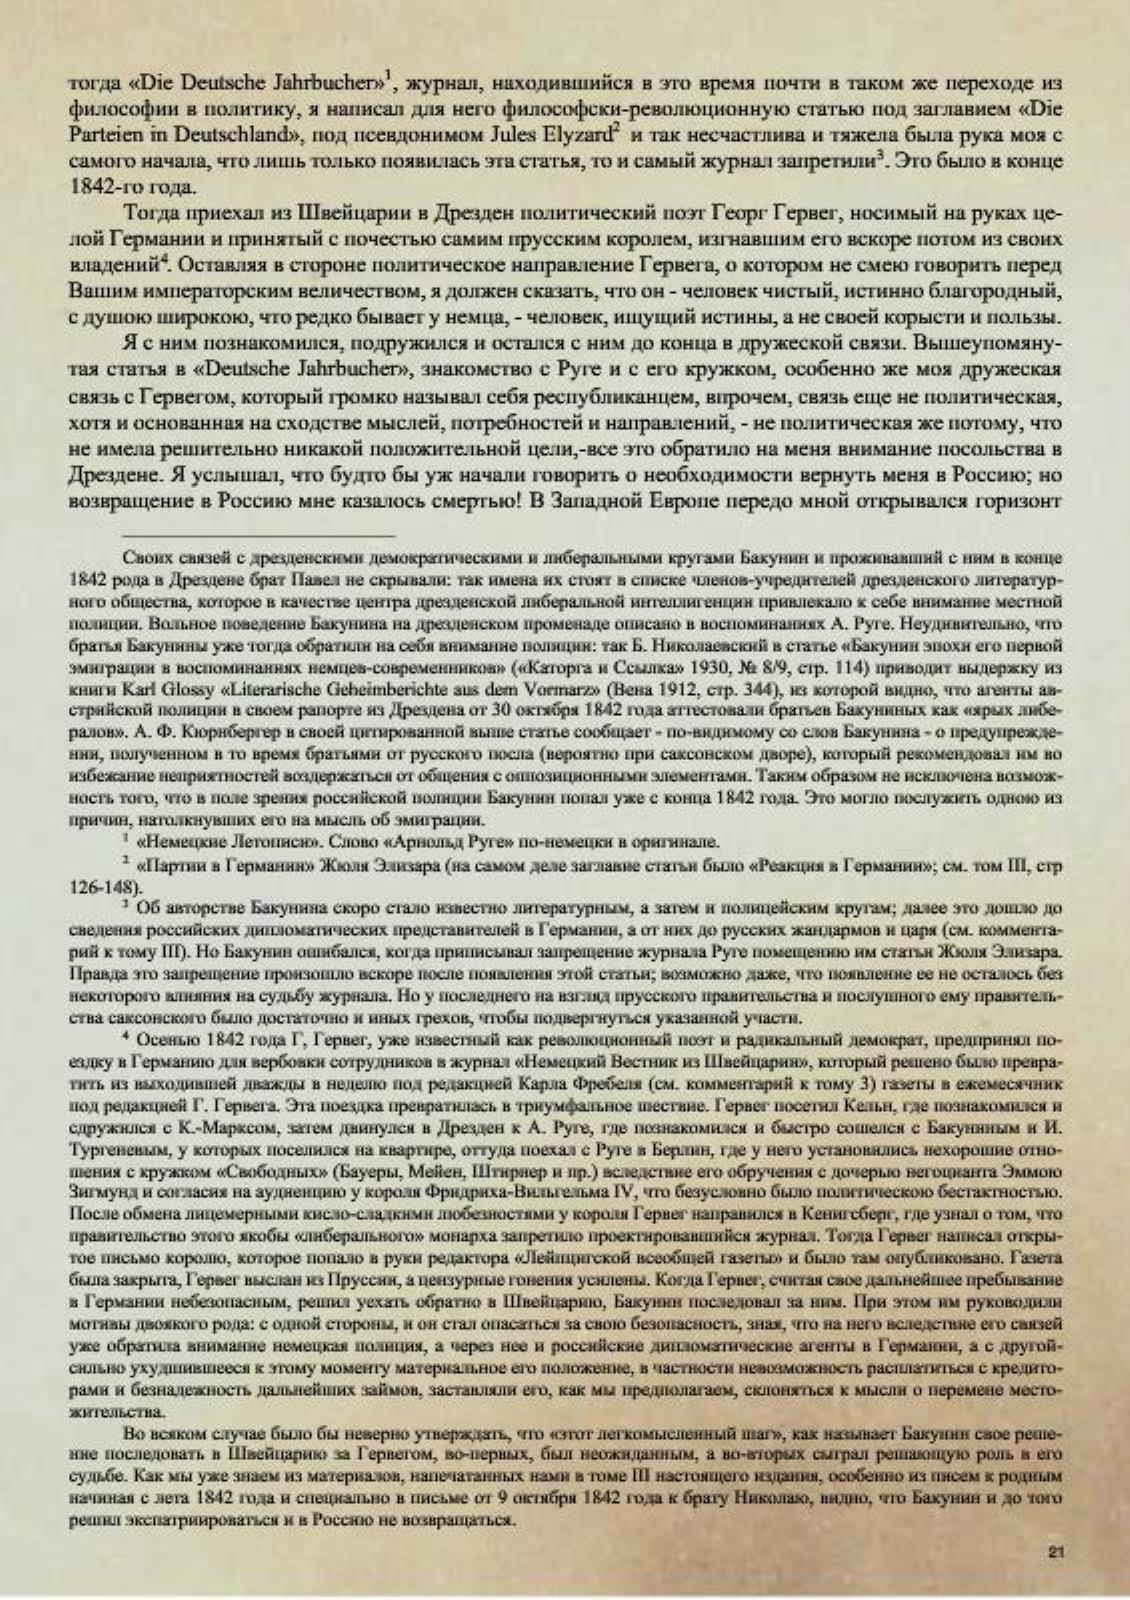 тогда «Die Deutsche Jahrbucher»¹, журнал, находившийся в это время почти в таком же переходе из
философии в политику, я написал для него философски-революционную статью под заглавием «Die
Parteien in Deutschland», под псевдонимом Jules Elyzard² и так несчастлива и тяжела была рука моя с
самого начала, что лишь только появилась эта статья, то и самый журнал запретили³. Это было в конце
1842-го года.
Тогда приехал из Швейцарии в Дрезден политический поэт Георг Гервег, носимый на руках це-
лой Германии и принятый с почестью самим прусским королем, изгнавшим его вскоре потом из своих
владений⁴. Оставляя в стороне политическое направление Гервега, о котором не смею говорить перед
Вашим императорским величеством, я должен сказать, что он - человек чистый, истинно благородный,
с душою широкою, что редко бывает у немца, - человек, ищущий истины, а не своей корысти и пользы.
Я с ним познакомился, подружился и остался с ним до конца в дружеской связи. Вышеупомяну-
тая статья в «Deutsche Jahrbucher», знакомство с Руге и с его кружком, особенно же моя дружеская
связь с Гервегом, который громко называл себя республиканцем, впрочем, связь еще не политическая,
хотя и основанная на сходстве мыслей, потребностей и направлений, - не политическая же потому, что
не имела решительно никакой положительной цели,-все это обратило на меня внимание посольства в
Дрездене. Я услышал, что будто бы уж начали говорить о необходимости вернуть меня в Россию; но
возвращение в Россию мне казалось смертью! В Западной Европе передо мной открывался горизонт
Своих связей с дрезденскими демократическими и либеральными кругами Бакунин и проживавший с ним в конце
1842 рода в Дрездене брат Павел не скрывали: так имена их стоят в списке членов-учредителей дрезденского литератур-
ного общества, которое в качестве центра дрезденской либеральной интеллигенции привлекало к себе внимание местной
полиции. Вольное поведение Бакунина на дрезденском променаде описано в воспоминаниях А. Руге. Неудивительно, что
братья Бакунины уже тогда обратили на себя внимание полиции: так Б. Николаевский в статье «Бакунин эпохи его первой
эмиграции в воспоминаниях немцев-современников» («Каторга и Ссылка» 1930, № 8/9, стр. 114) приводит выдержку из
книги Karl Glossy «Literarische Geheimberichte aus dem Vormarz» (Вена 1912, стр. 344), из которой видно, что агенты ав-
стрийской полиции в своем рапорте из Дрездена от 30 октября 1842 года аттестовали братьев Бакуниных как «ярых либе-
ралов». А. Ф. Кюрнбергер в своей цитированной выше статье сообщает - по-видимому со слов Бакунина - о предупрежде-
нии, полученном в то время братьями от русского посла (вероятно при саксонском дворе), который рекомендовал им во
избежание неприятностей воздержаться от общения с оппозиционными элементами. Таким образом не исключена возмож-
ность того, что в поле зрения российской полиции Бакунин попал уже с конца 1842 года. Это могло послужить одною из
причин, натолкнувших его на мысль об эмиграции.
¹ «Немецкие Летописи». Слово «Арнольд Руге» по-немецки в оригинале.
² «Партии в Германии» Жюля Элизара (на самом деле заглавие статьи было «Реакция в Германии»; см. том III, стр
126-148).
³ Об авторстве Бакунина скоро стало известно литературным, а затем и полицейским кругам; далее это дошло до
сведения российских дипломатических представителей в Германии, а от них до русских жандармов и царя (см. коммента-
рий к тому III). Но Бакунин ошибался, когда приписывал запрещение журнала Руге помещению им статьи Жюля Элизара.
Правда это запрещение произошло вскоре после появления этой статьи; возможно даже, что появление ее не осталось без
некоторого влияния на судьбу журнала. Но у последнего на взгляд прусского правительства и послушного ему правитель-
ства саксонского было достаточно и иных грехов, чтобы подвергнуться указанной участи.
⁴ Осенью 1842 года Г, Гервег, уже известный как революционный поэт и радикальный демократ, предпринял по-
ездку в Германию для вербовки сотрудников в журнал «Немецкий Вестник из Швейцарии», который решено было превра-
тить из выходившей дважды в неделю под редакцией Карла Фребеля (см. комментарий к тому 3) газеты в ежемесячник
под редакцией Г. Гервега. Эта поездка превратилась в триумфальное шествие. Гервег посетил Кельн, где познакомился и
сдружился с К.-Марксом, затем двинулся в Дрезден к А. Руге, где познакомился и быстро сошелся с Бакуниным и И.
Тургеневым, у которых поселился на квартире, оттуда поехал с Руге в Берлин, где у него установились нехорошие отно-
шения с кружком «Свободных» (Бауеры, Мейен, Штирнер и пр.) вследствие его обручения с дочерью негоцианта Эммою
Зигмунд и согласия на аудиенцию у короля Фридриха-Вильгельма IV, что безусловно было политическою бестактностью.
После обмена лицемерными кисло-сладкими любезностями у короля Гервег направился в Кенигсберг, где узнал о том, что
правительство этого якобы «либерального» монарха запретило проектировавшийся журнал. Тогда Гервег написал откры-
тое письмо королю, которое попало в руки редактора «Лейпцигской всеобщей газеты» и было там опубликовано. Газета
была закрыта, Гервег выслан из Пруссии, а цензурные гонения усилены. Когда Гервег, считая свое дальнейшее пребывание
в Германии небезопасным, решил уехать обратно в Швейцарию, Бакунин последовал за ним. При этом им руководили
мотивы двоякого рода: с одной стороны, и он стал опасаться за свою безопасность, зная, что на него вследствие его связей
уже обратила внимание немецкая полиция, а через нее и российские дипломатические агенты в Германии, а с другой-
сильно ухудшившееся к этому моменту материальное его положение, в частности невозможность расплатиться с кредито-
рами и безнадежность дальнейших займов, заставляли его, как мы предполагаем, склоняться к мысли о перемене место-
жительства.
Во всяком случае было бы неверно утверждать, что «этот легкомысленный шаг», как называет Бакунин свое реше-
ние последовать в Швейцарию за Гервегом, во-первых, был неожиданным, а во-вторых сыграл решающую роль в его
судьбе. Как мы уже знаем из материалов, напечатанных нами в томе III настоящего издания, особенно из писем к родным
начиная с лета 1842 года и специально в письме от 9 октября 1842 года к брату Николаю, видно, что Бакунин и до того
решил экспатриироваться и в Россию не возвращаться.
21